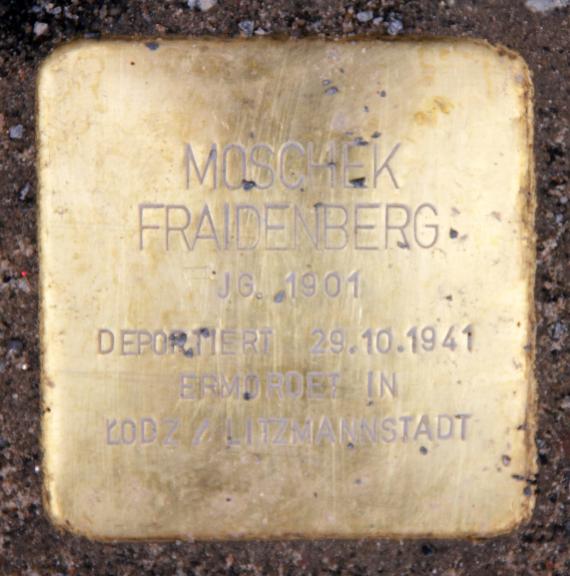 MOSCHEK
FRAIDENBERG
JG. 1901
DEPORTIERT 29.10.1941
ERMORDET IN
ŁODZ / LITZMANNSTADT